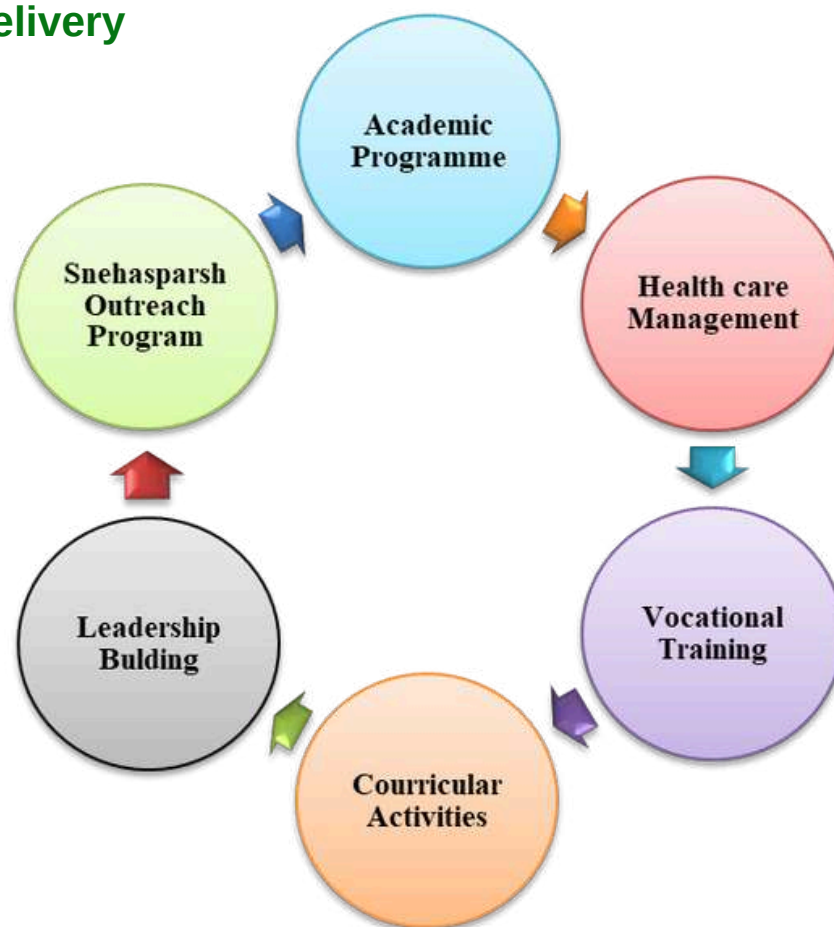 elivery
Academic
Programme
Health care
Management
Vocational
Training
Courricular
Activities
Leadership
Bulding
Snehasparsh
Outreach
Program